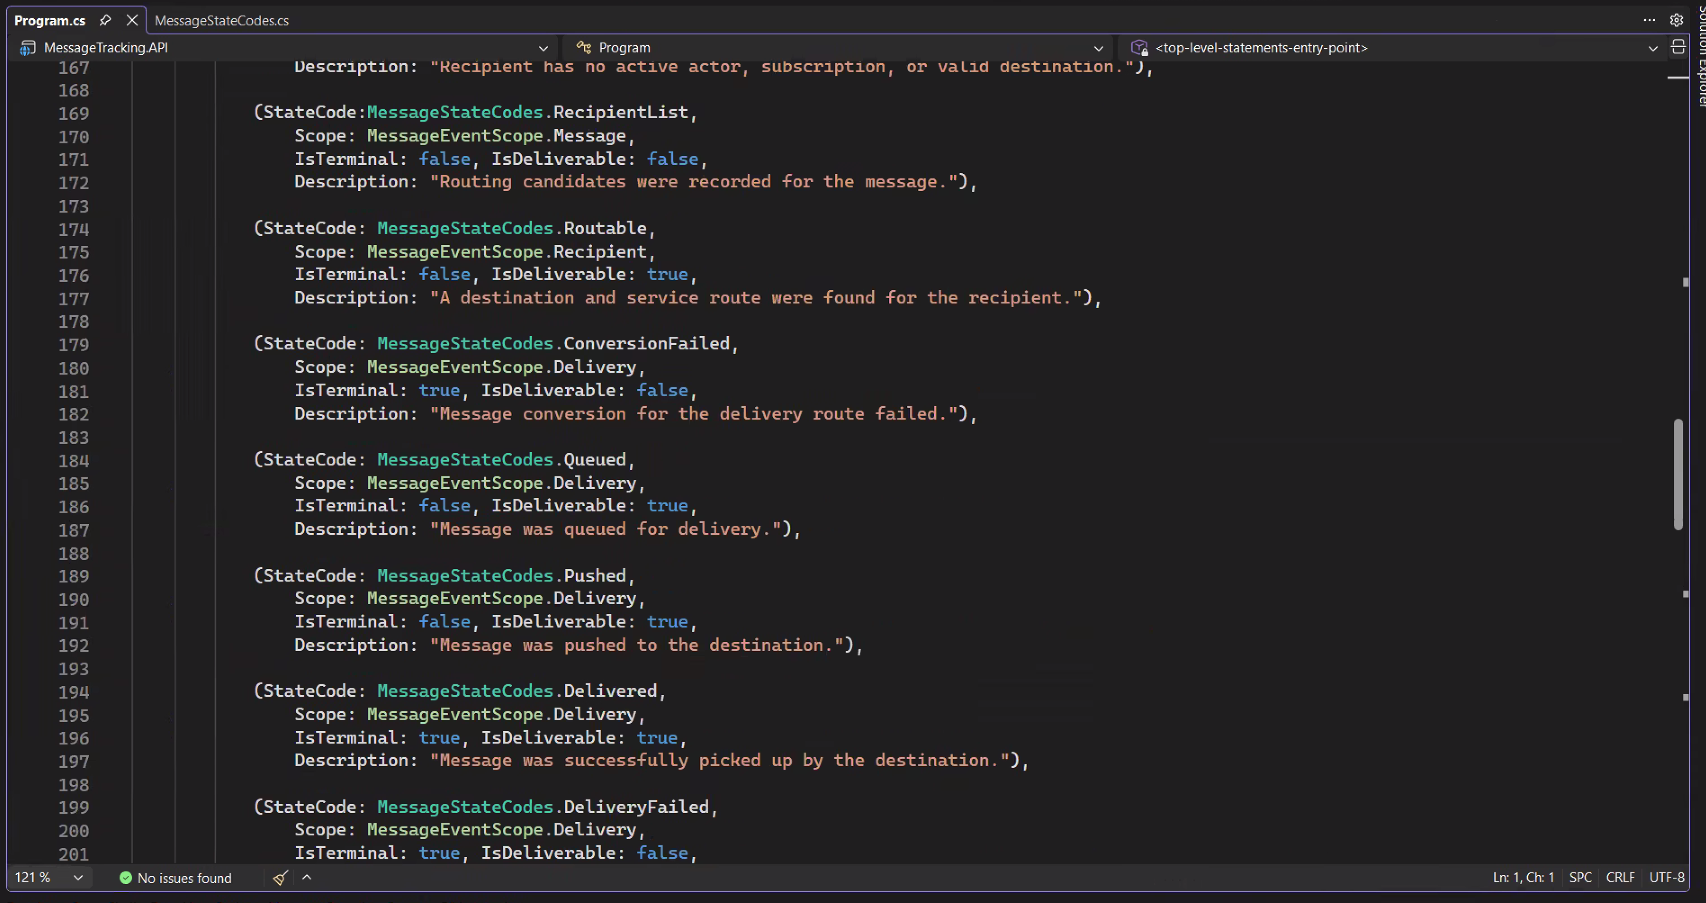 Program.cs
MessageStateCodes.cs
MessageTracking.API
Program
<top-level-statements-entry-point>
Solution Explorer
167 Description: "Recipient has no active actor, subscription, or valid destination."),
168
169 (StateCode:MessageStateCodes.RecipientList,
170 Scope: MessageEventScope.Message,
171 IsTerminal: false, IsDeliverable: false,
172 Description: "Routing candidates were recorded for the message."),
173
174 (StateCode: MessageStateCodes.Routable,
175 Scope: MessageEventScope.Recipient,
176 IsTerminal: false, IsDeliverable: true,
177 Description: "A destination and service route were found for the recipient."),
178
179 (StateCode: MessageStateCodes.ConversionFailed,
180 Scope: MessageEventScope.Delivery,
181 IsTerminal: true, IsDeliverable: false,
182 Description: "Message conversion for the delivery route failed."),
183
184 (StateCode: MessageStateCodes.Queued,
185 Scope: MessageEventScope.Delivery,
186 IsTerminal: false, IsDeliverable: true,
187 Description: "Message was queued for delivery."),
188
189 (StateCode: MessageStateCodes.Pushed,
190 Scope: MessageEventScope.Delivery,
191 IsTerminal: false, IsDeliverable: true,
192 Description: "Message was pushed to the destination."),
193
194 (StateCode: MessageStateCodes.Delivered,
195 Scope: MessageEventScope.Delivery,
196 IsTerminal: true, IsDeliverable: true,
197 Description: "Message was successfully picked up by the destination."),
198
199 (StateCode: MessageStateCodes.DeliveryFailed,
200 Scope: MessageEventScope.Delivery,
201 IsTerminal: true, IsDeliverable: false,
121 %
No issues found
Ln: 1, Ch: 1 SPC CRLF UTF-8